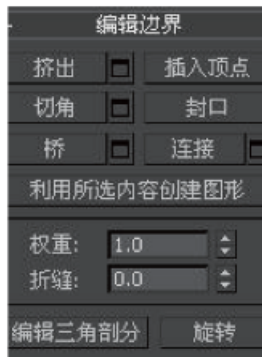 编辑边界
挤出 插入顶点
切角 封口
桥 连接
利用所选内容创建图形
权重: 1.0
折缝: 0.0
编辑三角剖分 旋转